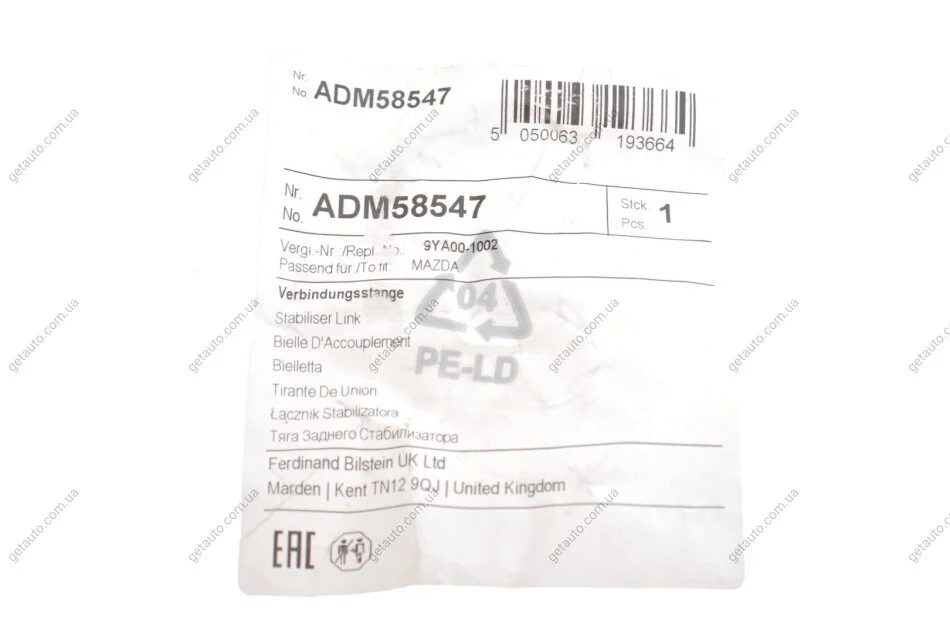 Nr.
No. ADM58547
5 050063 193664
Nr.
No. ADM58547
Stck
Pcs 1
Vergl.-Nr./Repl. No. 9YA00-1002
Passend für:/To fit: MAZDA
04
PE-LD
Verbindungsstange
Stabiliser Link
Bielle D'Accouplement
Bielletta
Tirante De Union
Łącznik Stabilizatora
Тяга Заднего Стабилизатора
Ferdinand Bilstein UK Ltd
Marden | Kent TN12 9QJ | United Kingdom
EAC
getauto.com.ua